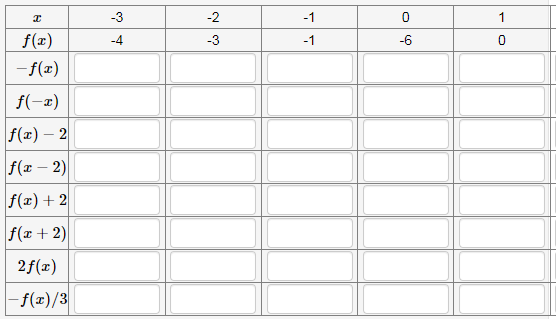 x -3 -2 -1 0 1
f(x) -4 -3 -1 -6 0
−f(x)
f(−x)
f(x) − 2
f(x − 2)
f(x) + 2
f(x + 2)
2f(x)
−f(x)/3